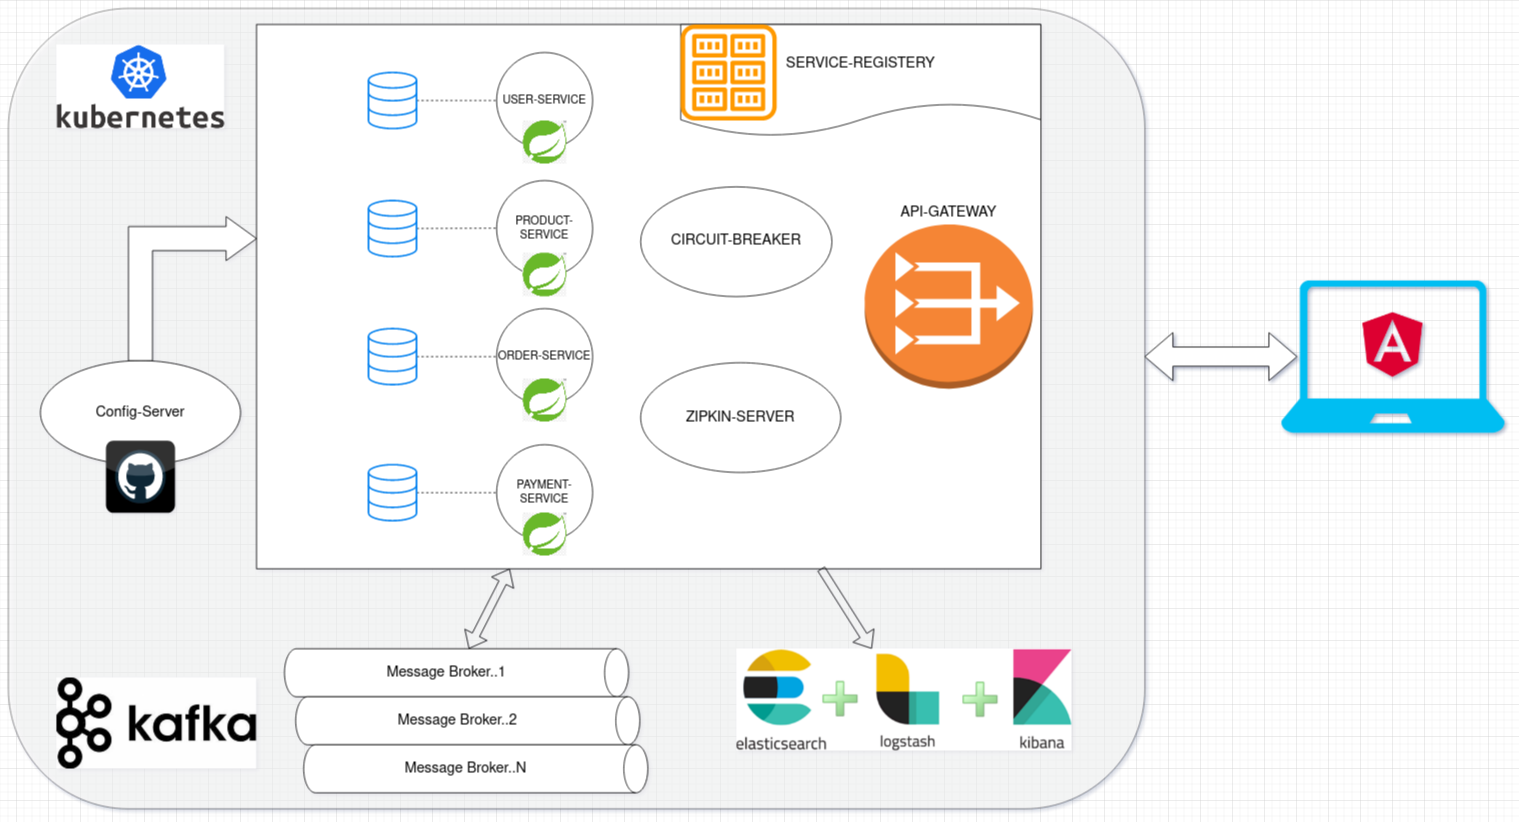 kubernetes
USER-SERVICE
SERVICE-REGISTERY
PRODUCT-
SERVICE
CIRCUIT-BREAKER
API-GATEWAY
ORDER-SERVICE
Config-Server
ZIPKIN-SERVER
PAYMENT-
SERVICE
Message Broker..1
Message Broker..2
Message Broker..N
kafka
elasticsearch
logstash
kibana
A